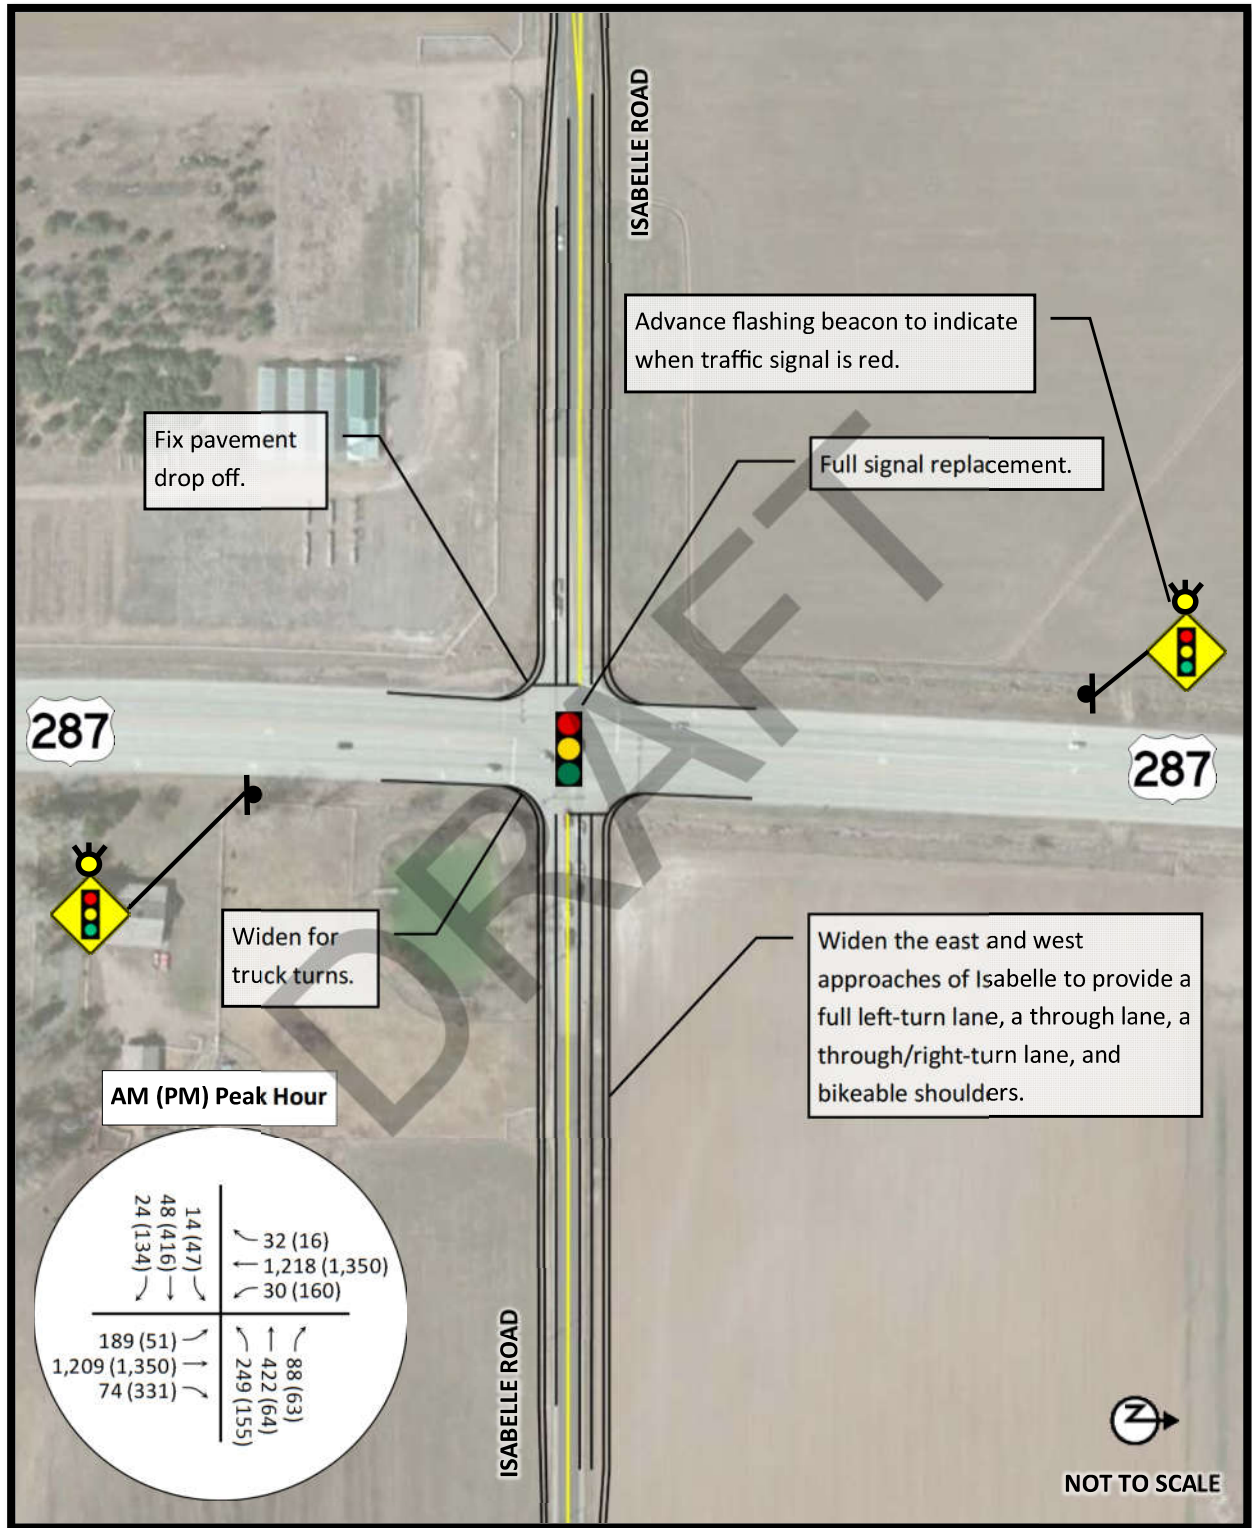 ISABELLE ROAD
Advance flashing beacon to indicate
when traffic signal is red.
Fix pavement
drop off.
Full signal replacement.
287
287
DRAFT
Widen for
truck turns.
Widen the east and west
approaches of Isabelle to provide a
full left-turn lane, a through lane, a
through/right-turn lane, and
bikeable shoulders.
AM (PM) Peak Hour
24 (134)
48 (416)
14 (47)
32 (16)
1,218 (1,350)
30 (160)
189 (51)
1,209 (1,350)
74 (331)
249 (155)
422 (64)
88 (63)
ISABELLE ROAD
N
NOT TO SCALE